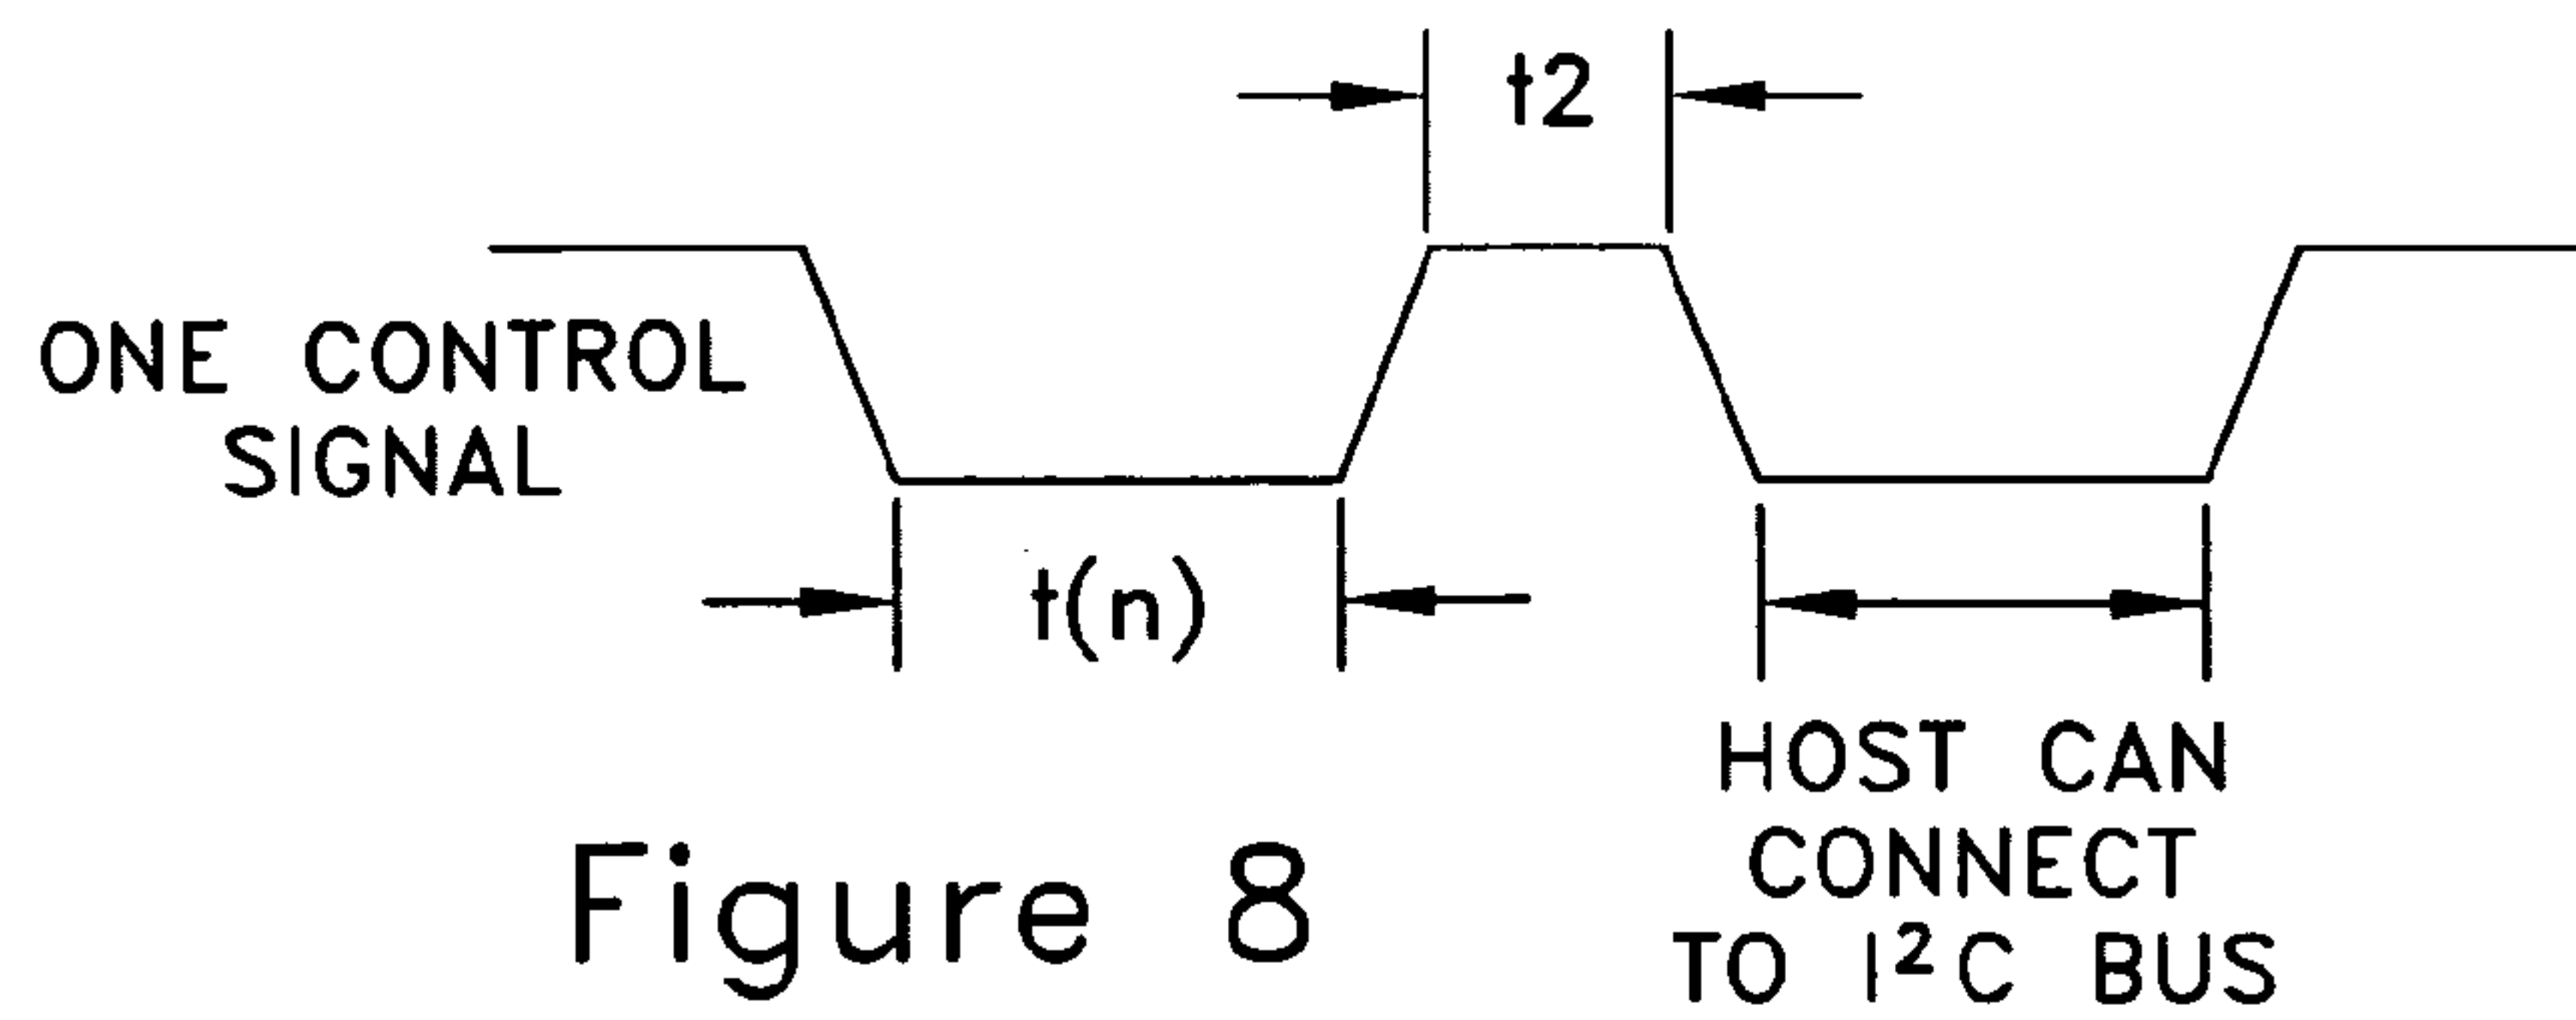 t2
ONE CONTROL
SIGNAL
t(n)
HOST CAN
CONNECT
TO I²C BUS
Figure 8